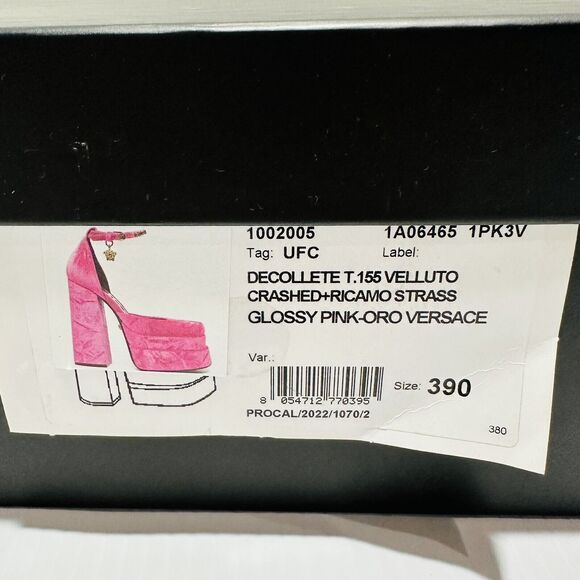 1002005 1A06465 1PK3V
Tag: UFC Label:
DECOLLETE T.155 VELLUTO
CRASHED+RICAMO STRASS
GLOSSY PINK-ORO VERSACE
Var.:
Size: 390
8 054712 770395
PROCAL/2022/1070/2
380